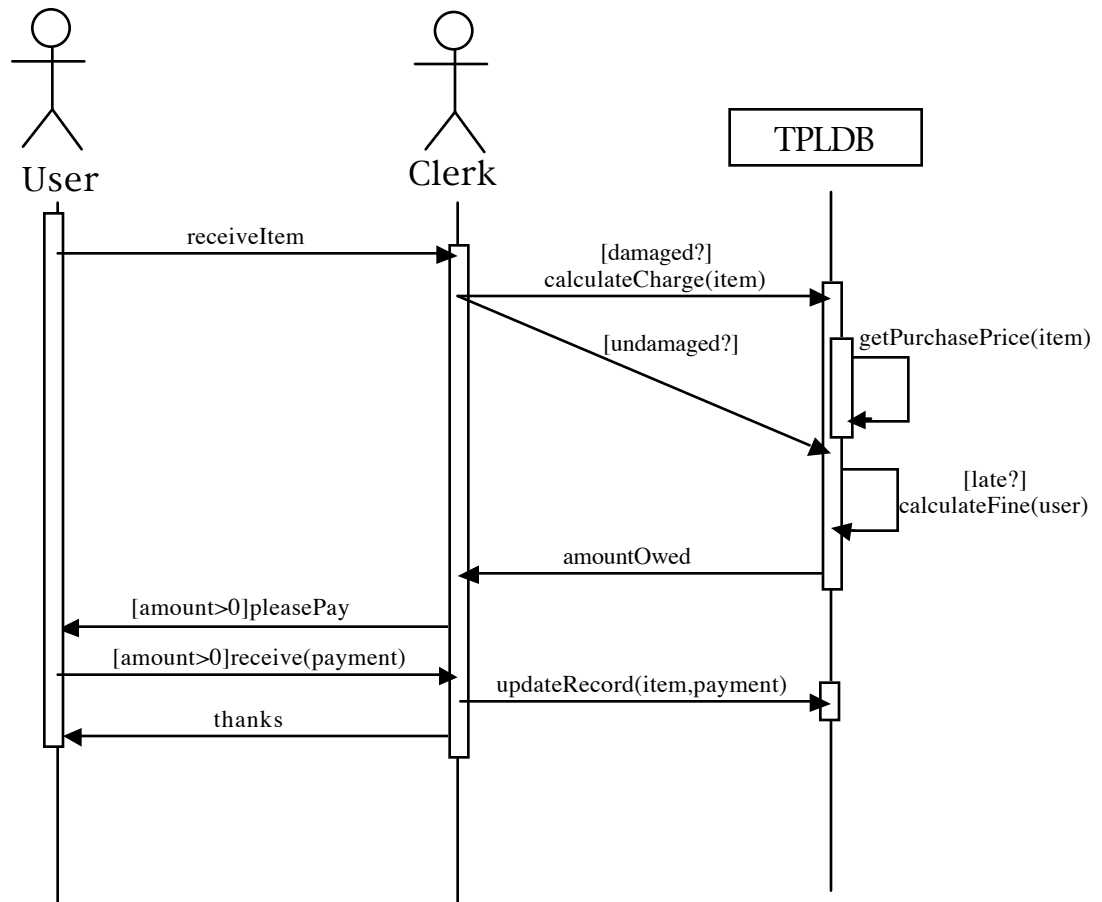 User
Clerk
TPLDB
receiveItem
[damaged?]
calculateCharge(item)
getPurchasePrice(item)
[undamaged?]
[late?]
calculateFine(user)
amountOwed
[amount>0]pleasePay
[amount>0]receive(payment)
updateRecord(item,payment)
thanks